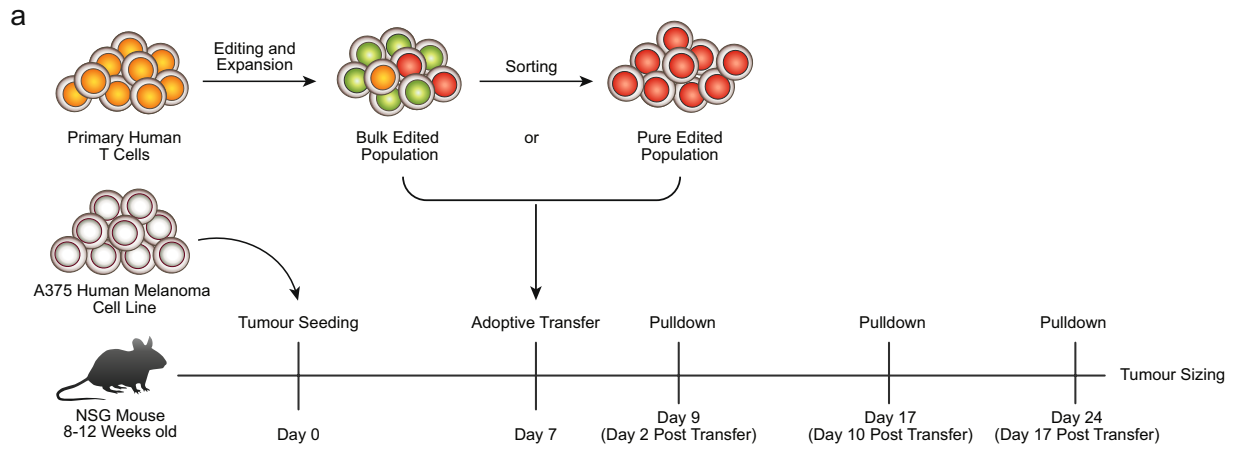 a
Editing and
Expansion
Sorting
Primary Human
T Cells
Bulk Edited
Population
or
Pure Edited
Population
A375 Human Melanoma
Cell Line
Tumour Seeding
Adoptive Transfer
Pulldown
Pulldown
Pulldown
Tumour Sizing
NSG Mouse
8-12 Weeks old
Day 0
Day 7
Day 9
(Day 2 Post Transfer)
Day 17
(Day 10 Post Transfer)
Day 24
(Day 17 Post Transfer)